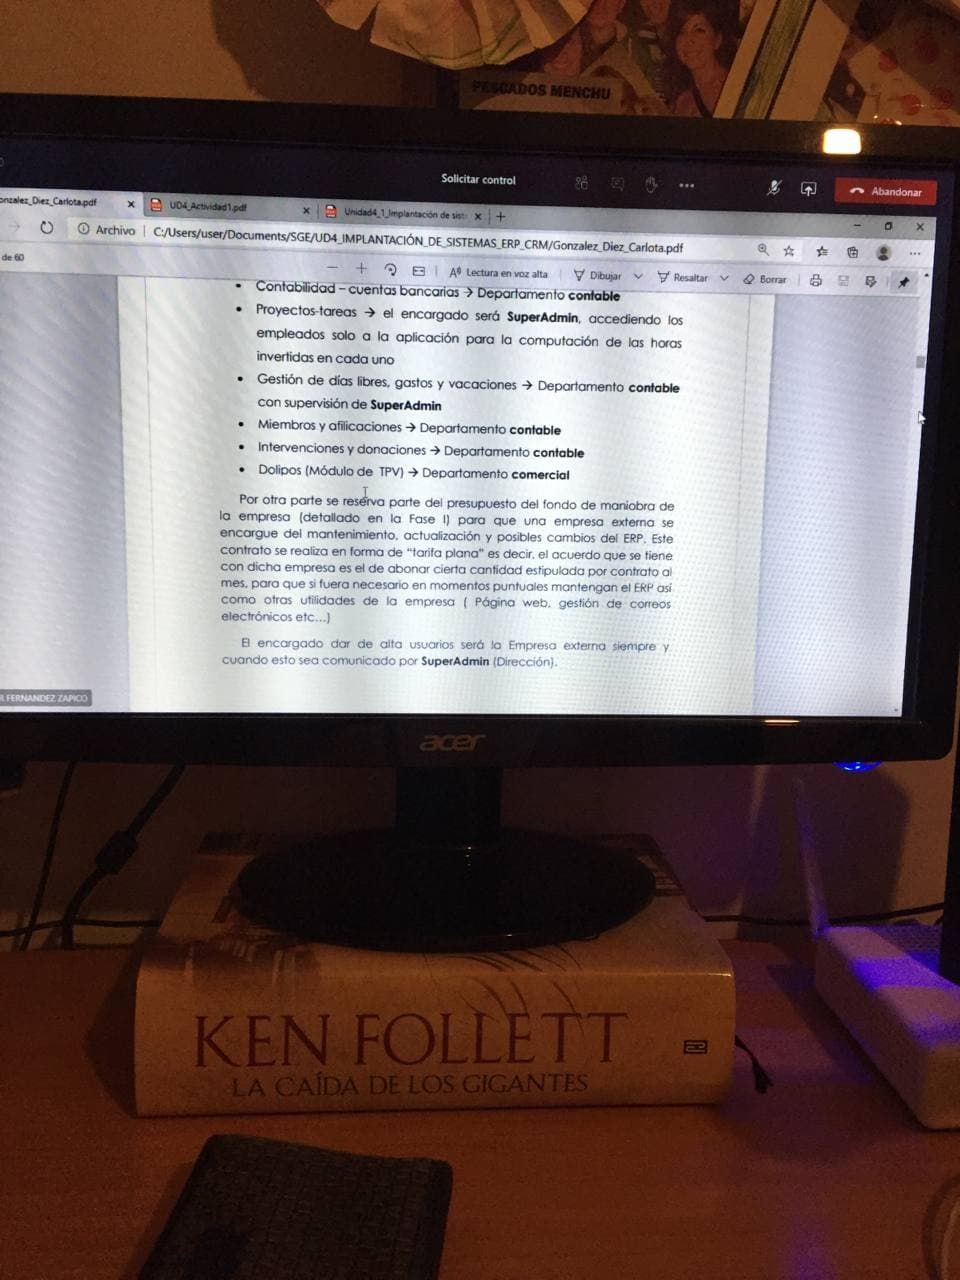 PESCADOS MENCHU
Solicitar control
Abandonar
onzalez_Diez_Carlota.pdf
UD4_Actividad1.pdf
Unidad4_1_Implantación de sist
Archivo
C:/Users/user/Documents/SGE/UD4_IMPLANTACIÓN_DE_SISTEMAS_ERP_CRM/Gonzalez_Diez_Carlota.pdf
de 60
Lectura en voz alta
Dibujar
Resaltar
Borrar
• Contabilidad – cuentas bancarias → Departamento contable
• Proyectos-tareas → el encargado será SuperAdmin, accediendo los
empleados solo a la aplicación para la computación de las horas
invertidas en cada uno
• Gestión de días libres, gastos y vacaciones → Departamento contable
con supervisión de SuperAdmin
• Miembros y afilicaciones → Departamento contable
• Intervenciones y donaciones → Departamento contable
• Dolipos (Módulo de TPV) → Departamento comercial
Por otra parte se reserva parte del presupuesto del fondo de maniobra de
la empresa (detallado en la Fase I) para que una empresa externa se
encargue del mantenimiento, actualización y posibles cambios del ERP. Este
contrato se realiza en forma de “tarifa plana” es decir, el acuerdo que se tiene
con dicha empresa es el de abonar cierta cantidad estipulada por contrato al
mes, para que si fuera necesario en momentos puntuales mantengan el ERP así
como otras utilidades de la empresa ( Página web, gestión de correos
electrónicos etc...)
El encargado dar de alta usuarios será la Empresa externa siempre y
cuando esto sea comunicado por SuperAdmin (Dirección).
R FERNANDEZ ZAPICO
acer
KEN FOLLETT
LA CAÍDA DE LOS GIGANTES